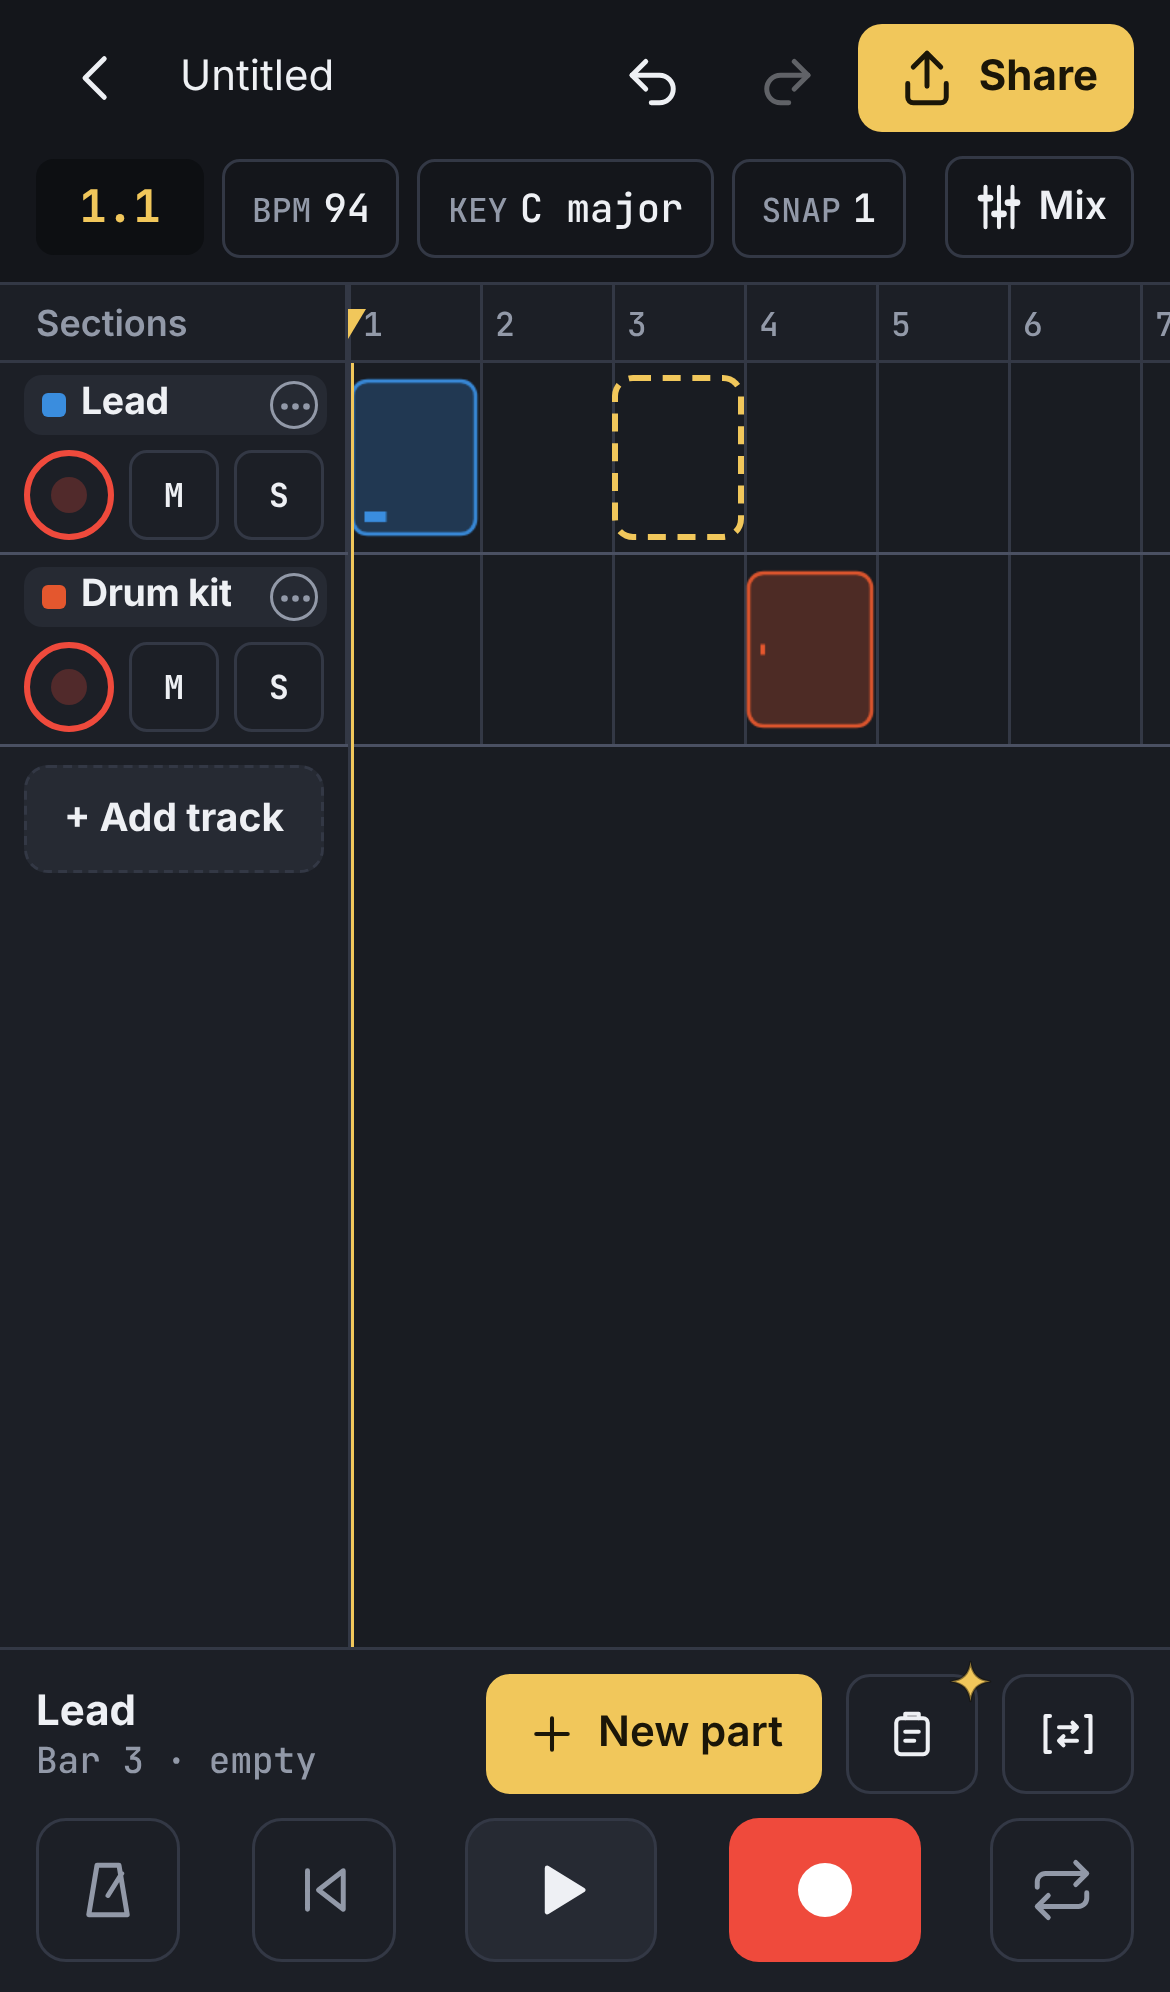 Untitled
Share
1.1
BPM 94
KEY C major
SNAP 1
Mix
Sections
1 2 3 4 5 6 7
Lead
M S
Drum kit
M S
+ Add track
Lead
Bar 3 · empty
New part